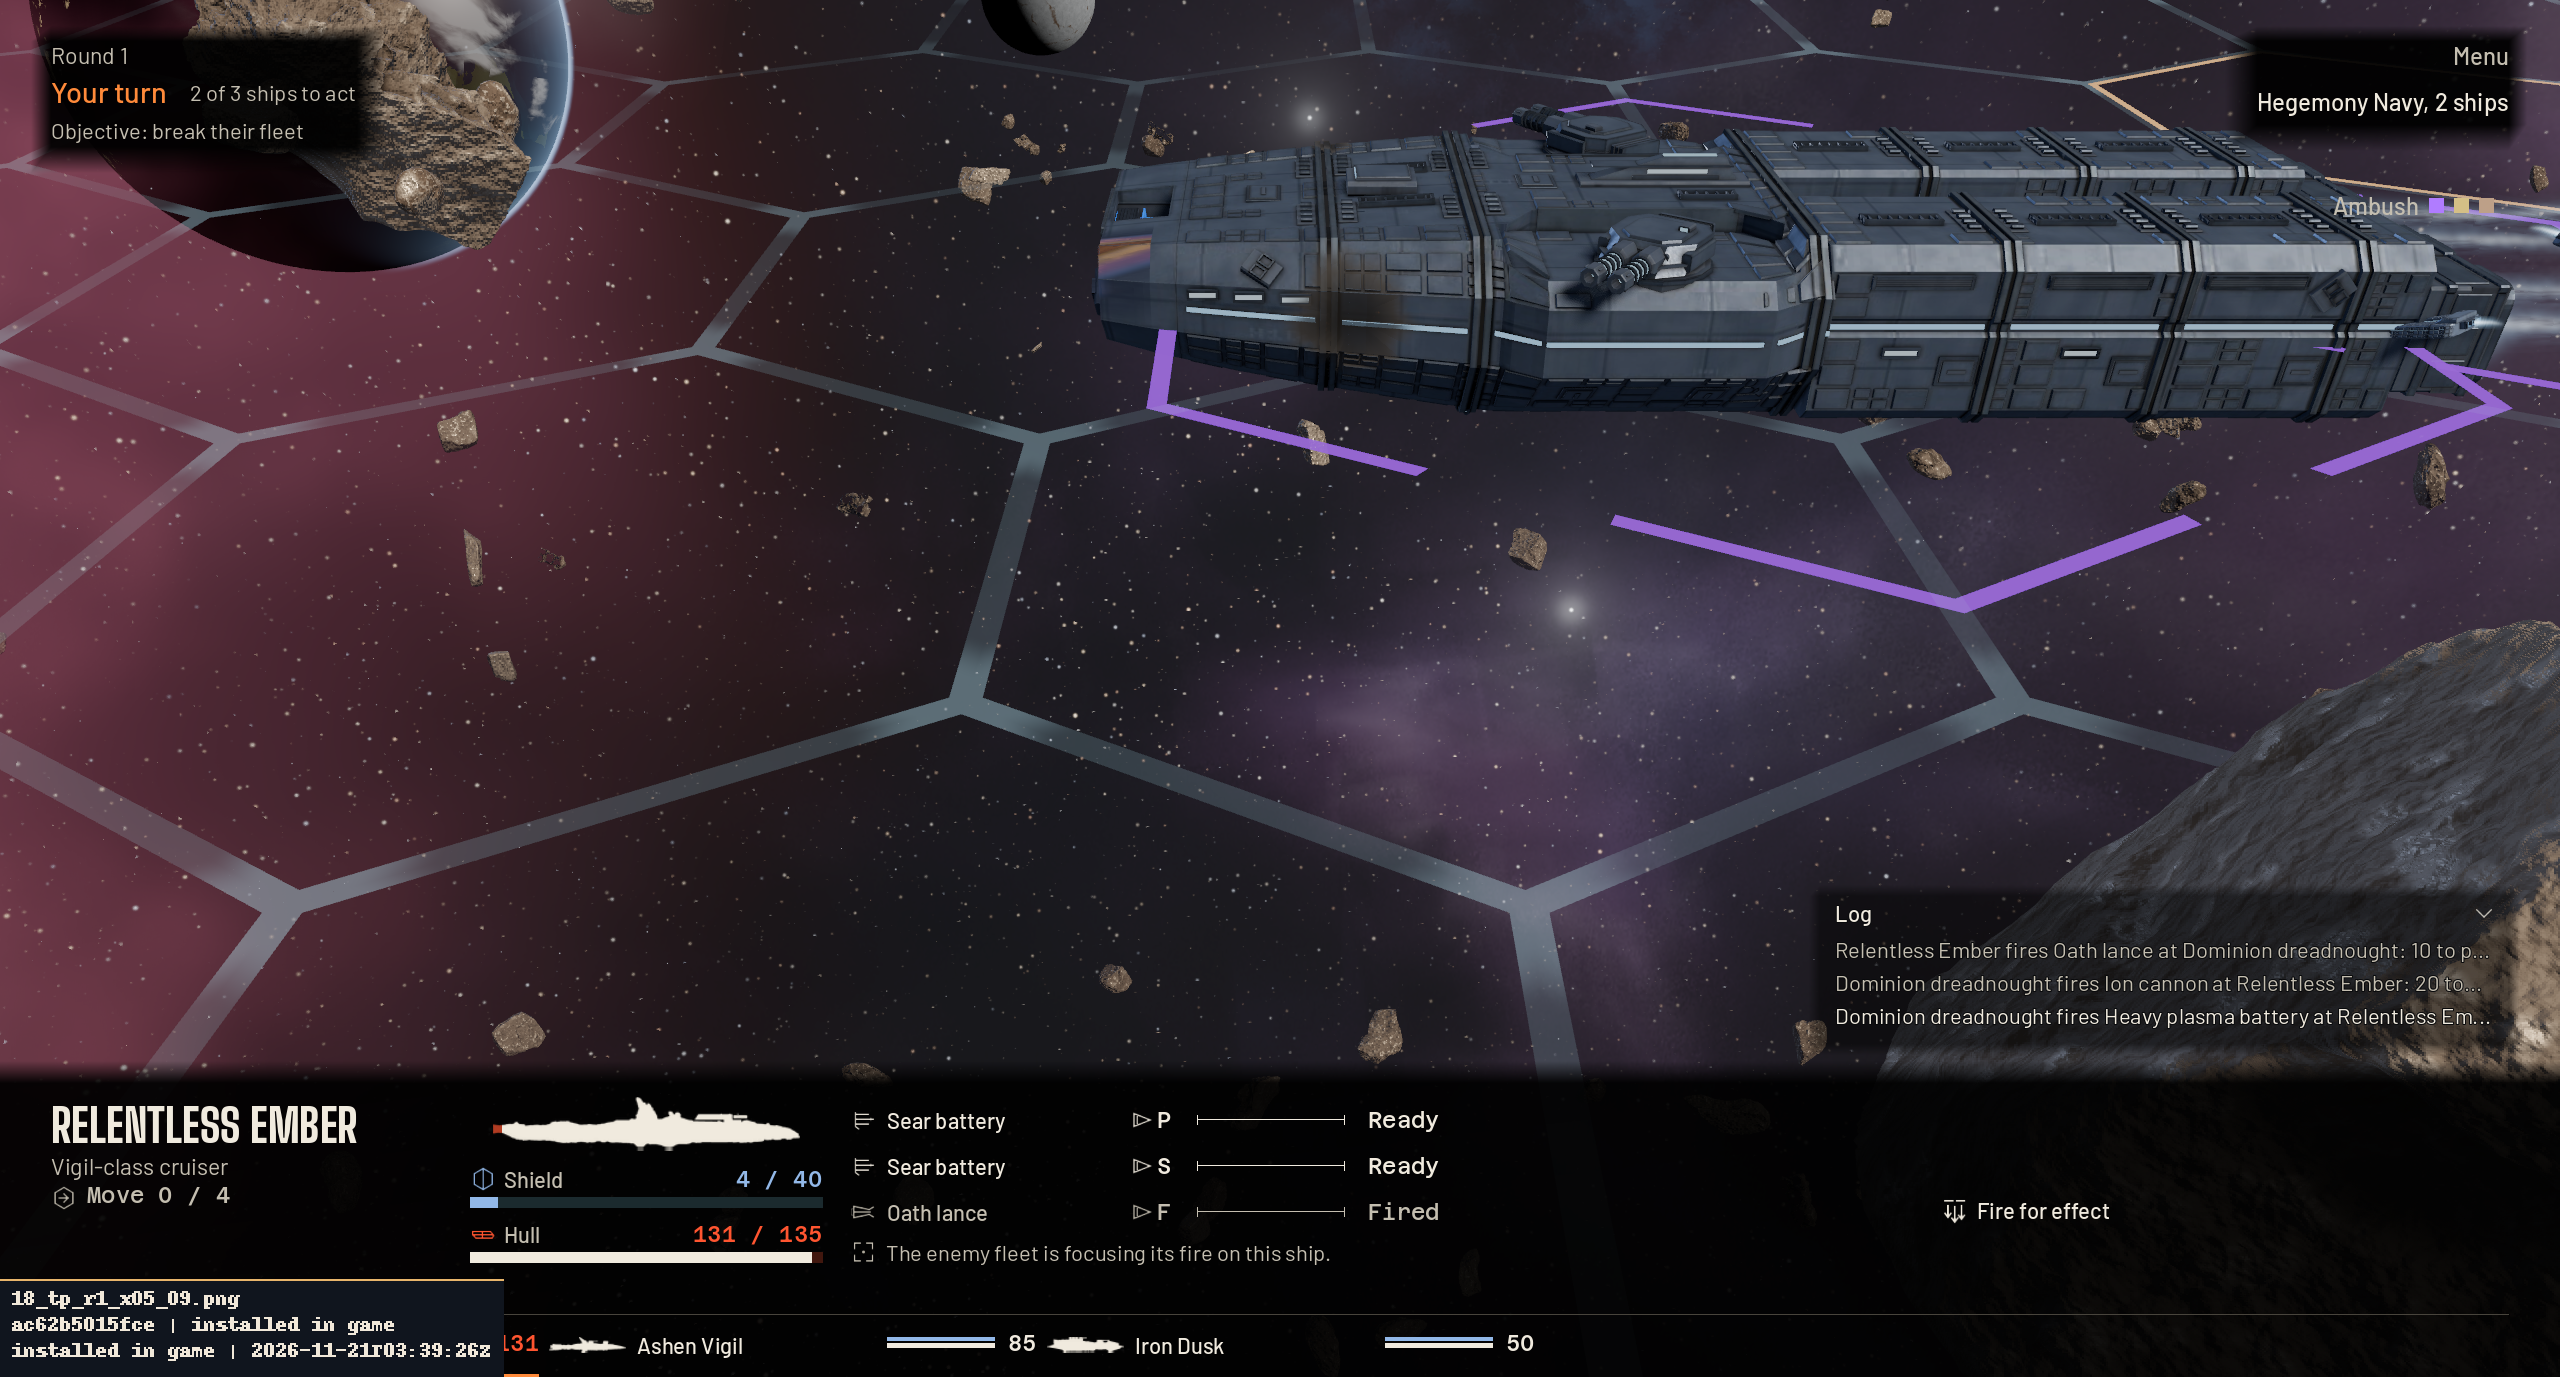 Round 1
Your turn 2 of 3 ships to act
Objective: break their fleet
Menu
Hegemony Navy, 2 ships
Ambush
Log
Relentless Ember fires Oath lance at Dominion dreadnought: 10 to p...
Dominion dreadnought fires Ion cannon at Relentless Ember: 20 to...
Dominion dreadnought fires Heavy plasma battery at Relentless Em...
RELENTLESS EMBER
Vigil-class cruiser
Move 0 / 4
Shield 4 / 40
Hull 131 / 135
Sear battery P Ready
Sear battery S Ready
Oath lance F Fired
The enemy fleet is focusing its fire on this ship.
Fire for effect
18_tp_r1_x05_09.png
ac62b5015fce | installed in game
installed in game | 2026-11-21T03:39:26Z
131 Ashen Vigil 85 Iron Dusk 50